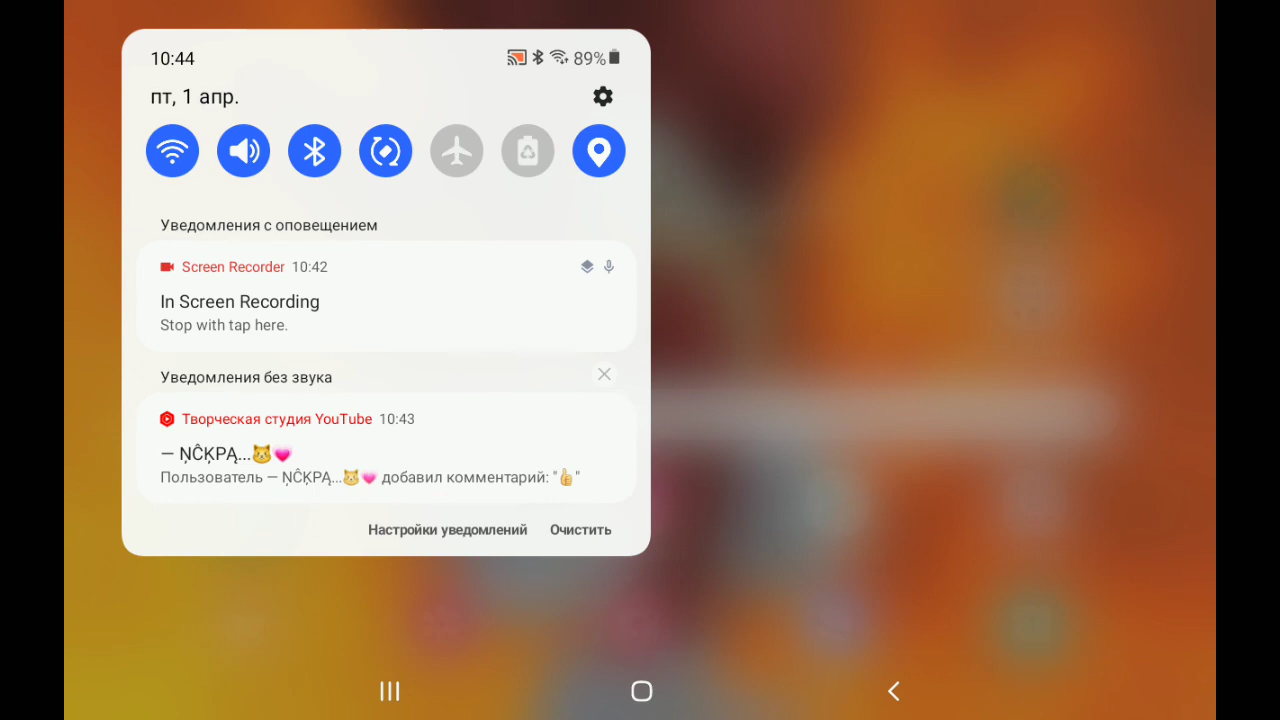 10:44
89%
пт, 1 апр.
Уведомления с оповещением
Screen Recorder 10:42
In Screen Recording
Stop with tap here.
Уведомления без звука
Творческая студия YouTube 10:43
— ŅĈĶPĄ...😺💗
Пользователь — ŅĈĶPĄ...😺💗 добавил комментарий: "👍"
Настройки уведомлений Очистить